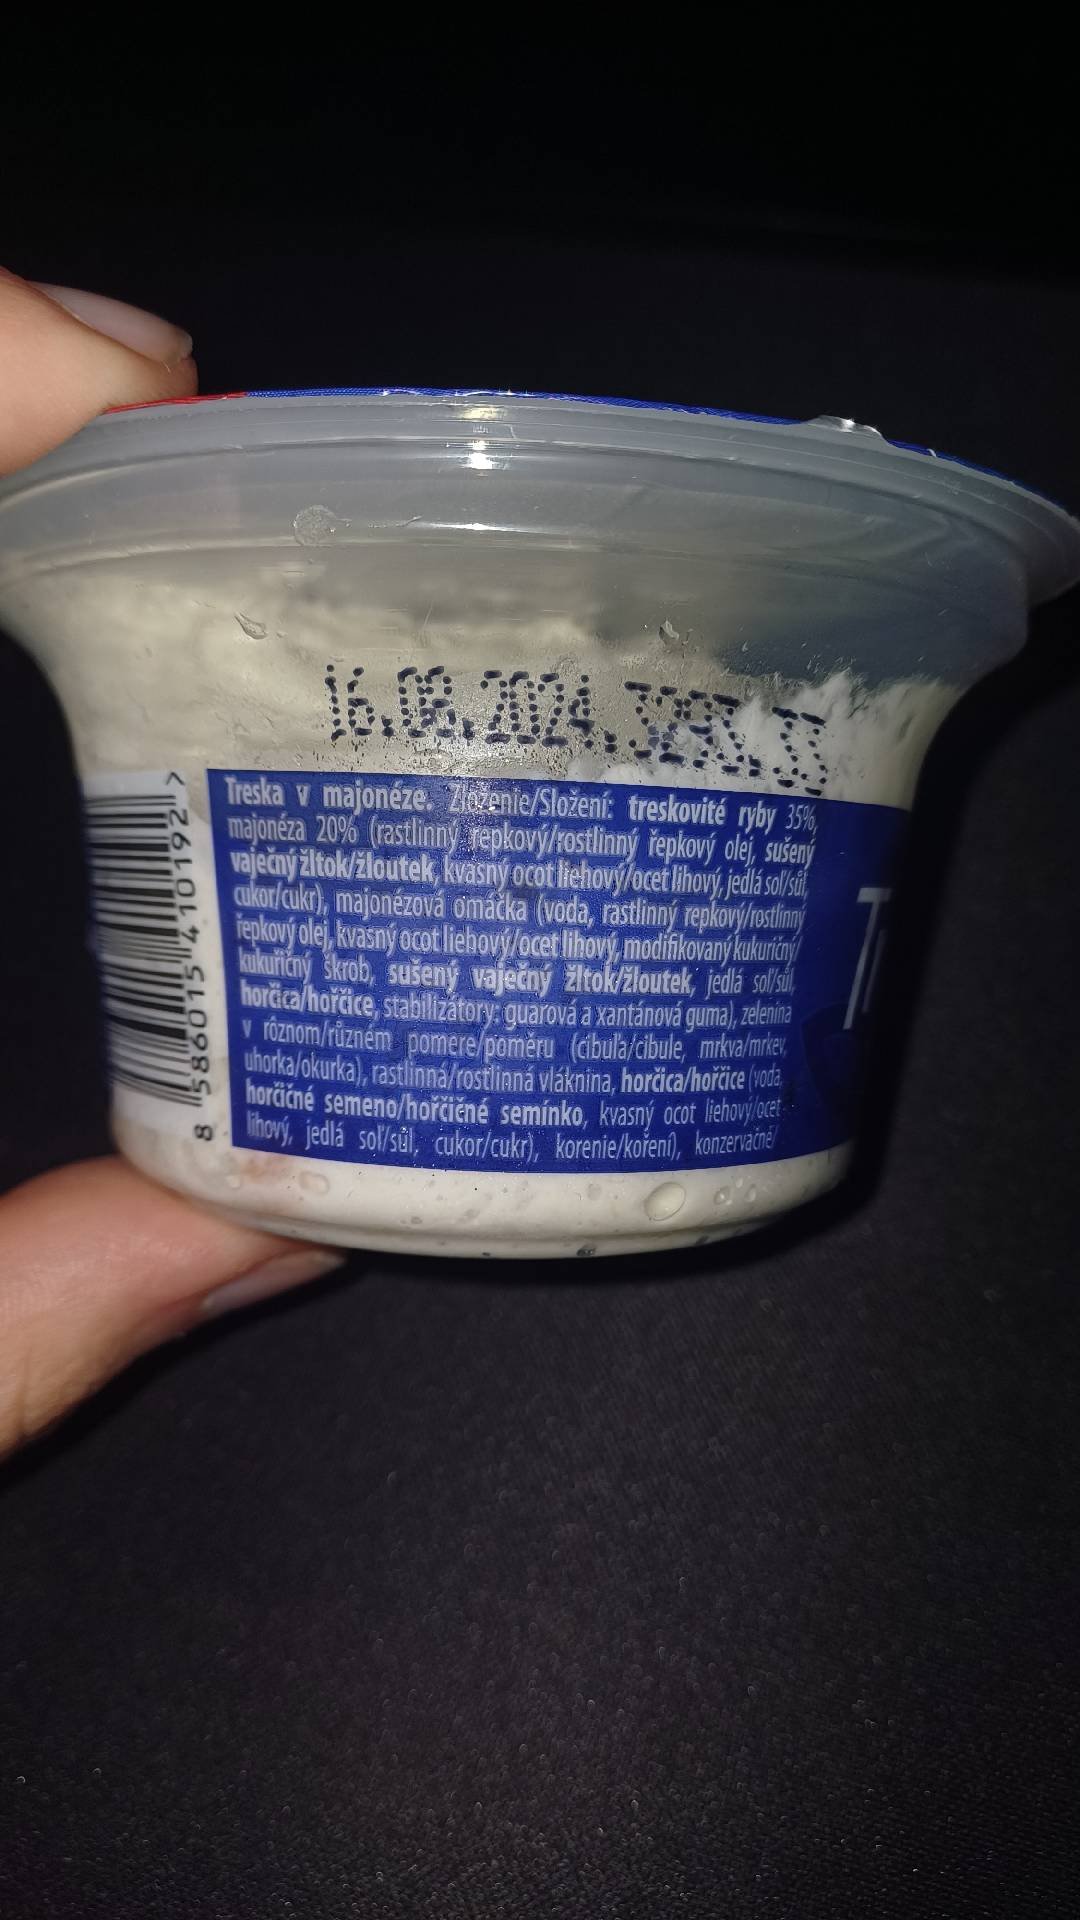 16.08.2024
Treska v majonéze. Zloženie/Složení: treskovité ryby 35%,
majonéza 20% (rastlinný repkový/rostlinný řepkový olej, sušený
vaječný žĺtok/žloutek, kvasný ocot liehový/ocet lihový, jedlá soľ/sůl,
cukor/cukr), majonézová omáčka (voda, rastlinný repkový/rostlinný
řepkový olej, kvasný ocot liehový/ocet lihový, modifikovaný kukuričný/
kukuřičný škrob, sušený vaječný žĺtok/žloutek, jedlá soľ/sůl,
horčica/hořčice, stabilizátory: guarová a xantánová guma), zelenina
v rôznom/různém pomere/poměru (cibuľa/cibule, mrkva/mrkev,
uhorka/okurka), rastlinná/rostlinná vláknina, horčica/hořčice (voda,
horčičné semeno/hořčičné semínko, kvasný ocot liehový/ocet
lihový, jedlá soľ/sůl, cukor/cukr), korenie/koření), konzervačné/
8 586015 410192 >